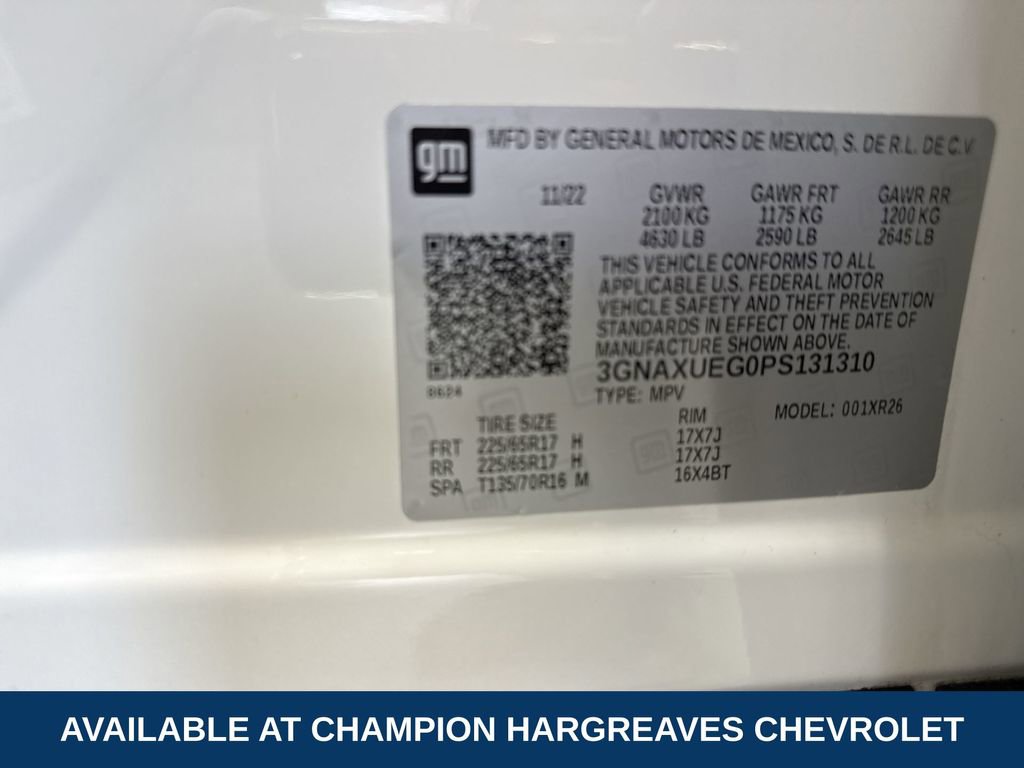 gm
MFD BY GENERAL MOTORS DE MEXICO, S. DE R.L. DE C.V
11/22 GVWR GAWR FRT GAWR RR
2100 KG 1175 KG 1200 KG
4630 LB 2590 LB 2645 LB
THIS VEHICLE CONFORMS TO ALL
APPLICABLE U.S. FEDERAL MOTOR
VEHICLE SAFETY AND THEFT PREVENTION
STANDARDS IN EFFECT ON THE DATE OF
MANUFACTURE SHOWN ABOVE.
3GNAXUEG0PS131310
8624
TYPE: MPV
MODEL: 001XR26
TIRE SIZE RIM
FRT 225/65R17 H 17X7J
RR 225/65R17 H 17X7J
SPA T135/70R16 M 16X4BT
AVAILABLE AT CHAMPION HARGREAVES CHEVROLET